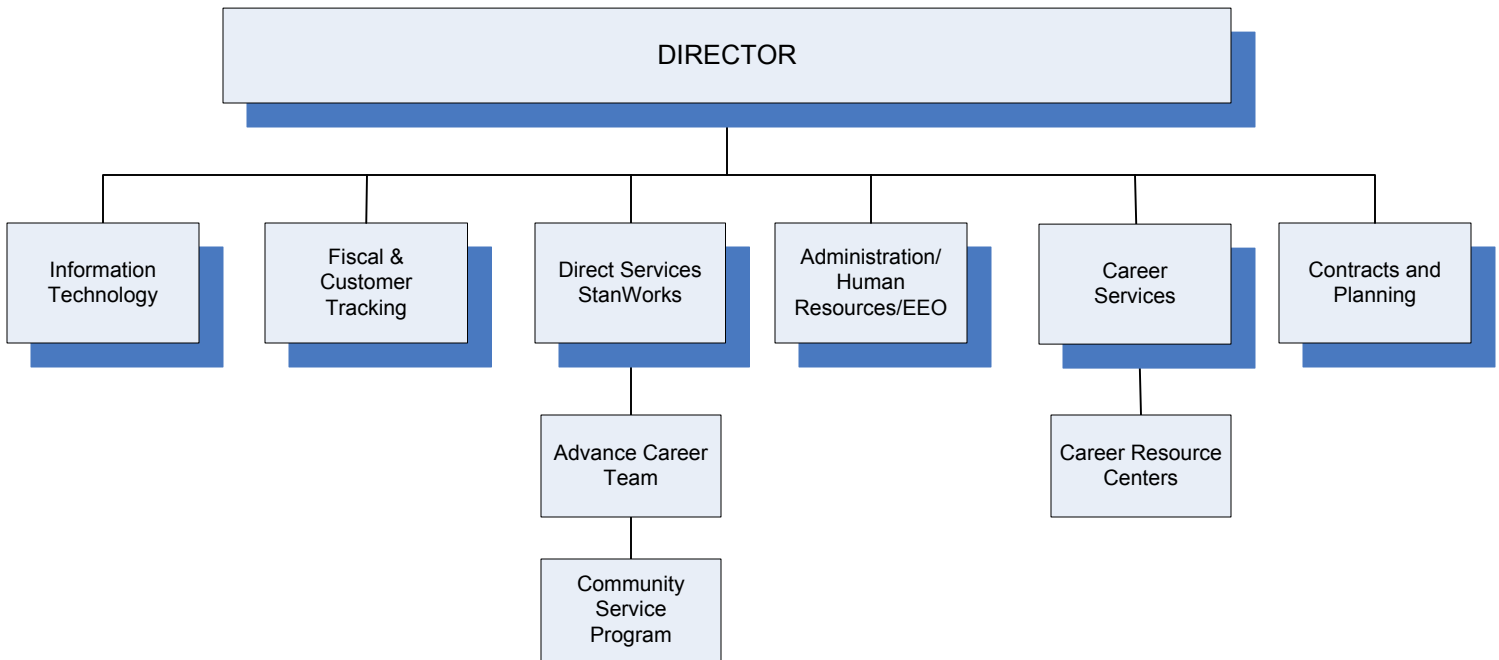 DIRECTOR
Information
Technology
Fiscal &
Customer
Tracking
Direct Services
StanWorks
Administration/
Human
Resources/EEO
Career
Services
Contracts and
Planning
Advance Career
Team
Career Resource
Centers
Community
Service
Program